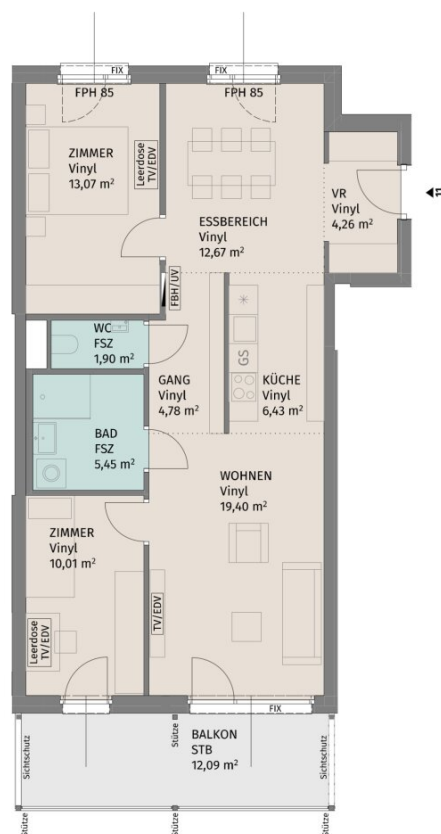 FIX
FIX
FPH 85
FPH 85
ZIMMER
Vinyl
13,07 m²
Leerdose
TV/EDV
ESSBEREICH
Vinyl
12,67 m²
VR
Vinyl
4,26 m²
FBH/UV
WC
FSZ
1,90 m²
GS
GANG
Vinyl
4,78 m²
KÜCHE
Vinyl
6,43 m²
BAD
FSZ
5,45 m²
WOHNEN
Vinyl
19,40 m²
ZIMMER
Vinyl
10,01 m²
Leerdose
TV/EDV
TV/EDV
FIX
Sichtschutz
Stütze
BALKON
STB
12,09 m²
Sichtschutz
Stütze
Stütze
Stütze